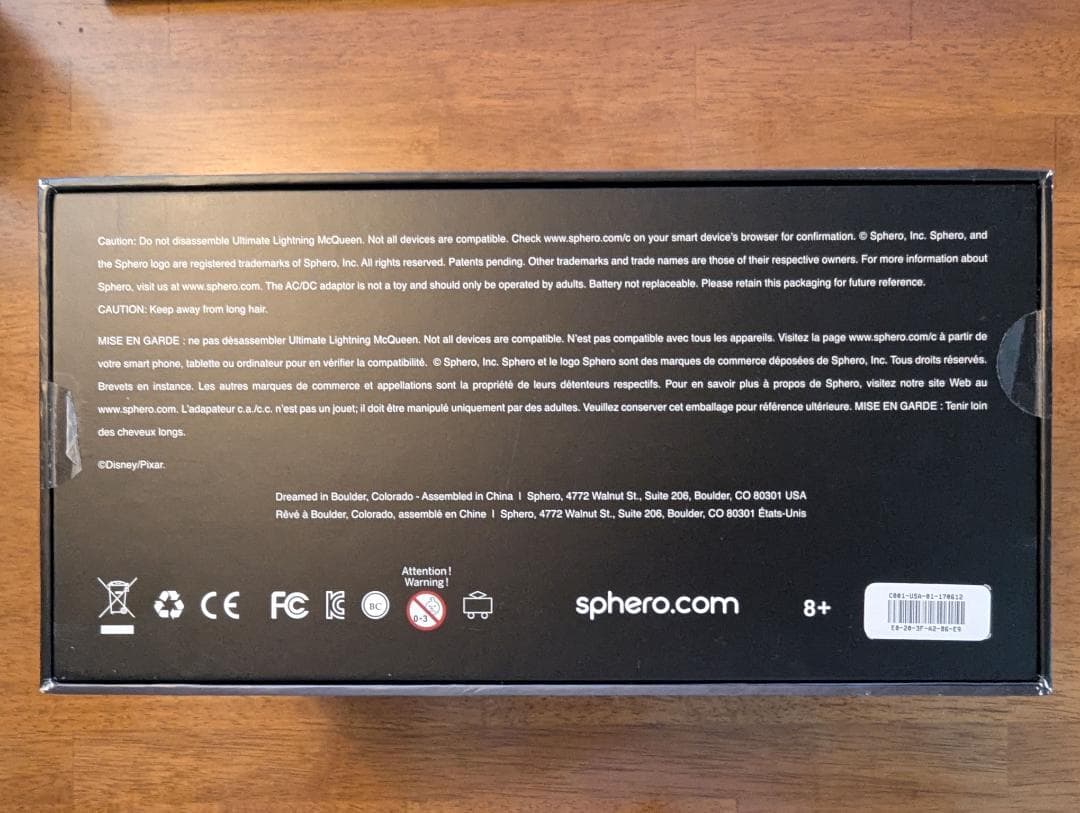 Caution: Do not disassemble Ultimate Lightning McQueen. Not all devices are compatible. Check www.sphero.com/c on your smart device's browser for confirmation. © Sphero, Inc. Sphero, and
the Sphero logo are registered trademarks of Sphero, Inc. All rights reserved. Patents pending. Other trademarks and trade names are those of their respective owners. For more information about
Sphero, visit us at www.sphero.com. The AC/DC adaptor is not a toy and should only be operated by adults. Battery not replaceable. Please retain this packaging for future reference.
CAUTION: Keep away from long hair.
MISE EN GARDE : ne pas désassembler Ultimate Lightning McQueen. Not all devices are compatible. N'est pas compatible avec tous les appareils. Visitez la page www.sphero.com/c à partir de
votre smart phone, tablette ou ordinateur pour en vérifier la compatibilité. © Sphero, Inc. Sphero et le logo Sphero sont des marques de commerce déposées de Sphero, Inc. Tous droits réservés.
Brevets en instance. Les autres marques de commerce et appellations sont la propriété de leurs détenteurs respectifs. Pour en savoir plus à propos de Sphero, visitez notre site Web au
www.sphero.com. L'adapateur c.a./c.c. n'est pas un jouet; il doit être manipulé uniquement par des adultes. Veuillez conserver cet emballage pour référence ultérieure. MISE EN GARDE : Tenir loin
des cheveux longs.
©Disney/Pixar.
Dreamed in Boulder, Colorado - Assembled in China I Sphero, 4772 Walnut St., Suite 206, Boulder, CO 80301 USA
Rêvé à Boulder, Colorado, assemblé en Chine I Sphero, 4772 Walnut St., Suite 206, Boulder, CO 80301 États-Unis
Attention !
Warning !
CE FC BC 0-3 sphero.com 8+
C001-USA-01-170612
E0-20-3F-A2-86-E9